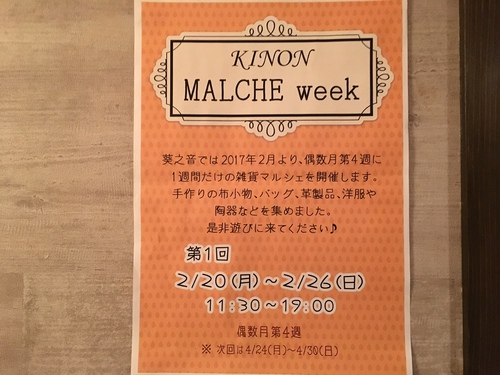 KINON
MALCHE week
葵之音では2017年2月より、偶数月第4週に
1週間だけの雑貨マルシェを開催します。
手作りの布小物、バッグ、革製品、洋服や
陶器などを集めました。
是非遊びに来てください♪
第1回
2/20(月)～2/26(日)
11:30～19:00
偶数月第4週
※ 次回は4/24(月)～4/30(日)